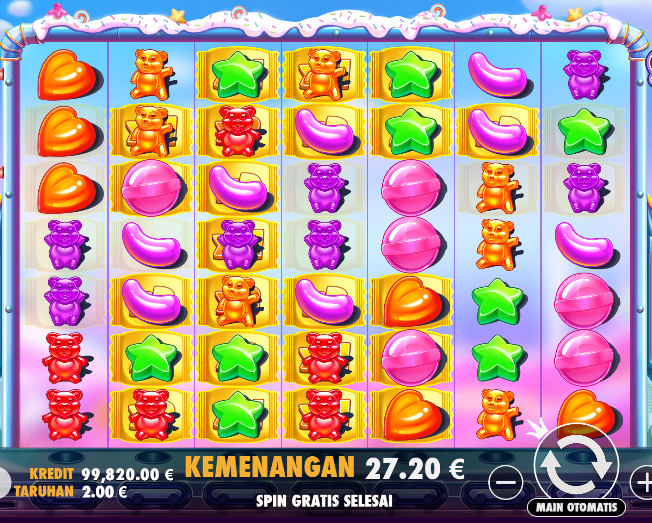 KREDIT 99,820.00 €
TARUHAN 2.00 €
KEMENANGAN 27.20 €
SPIN GRATIS SELESAI
MAIN OTOMATIS